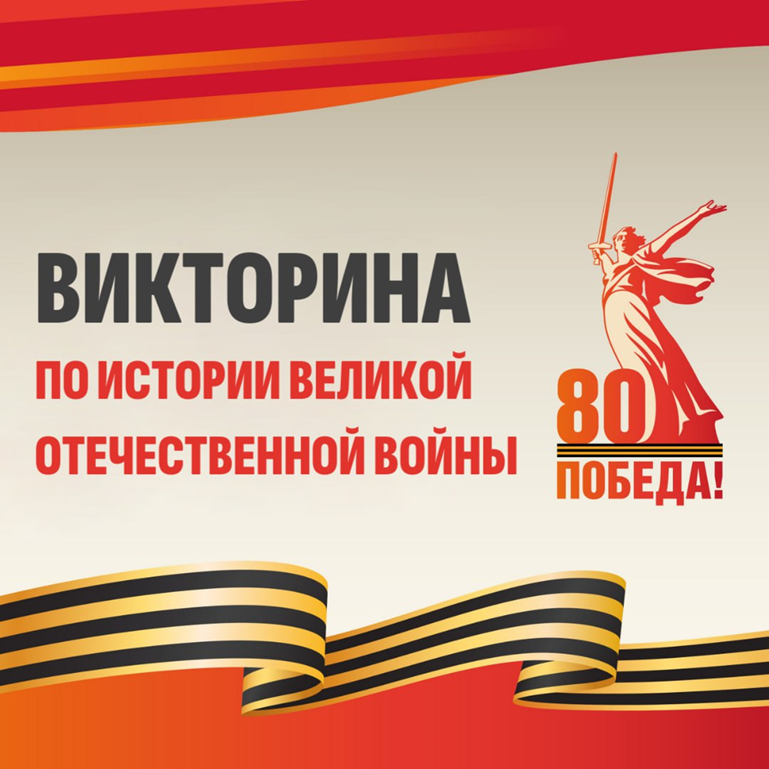 ВИКТОРИНА
ПО ИСТОРИИ ВЕЛИКОЙ
ОТЕЧЕСТВЕННОЙ ВОЙНЫ
80
ПОБЕДА!